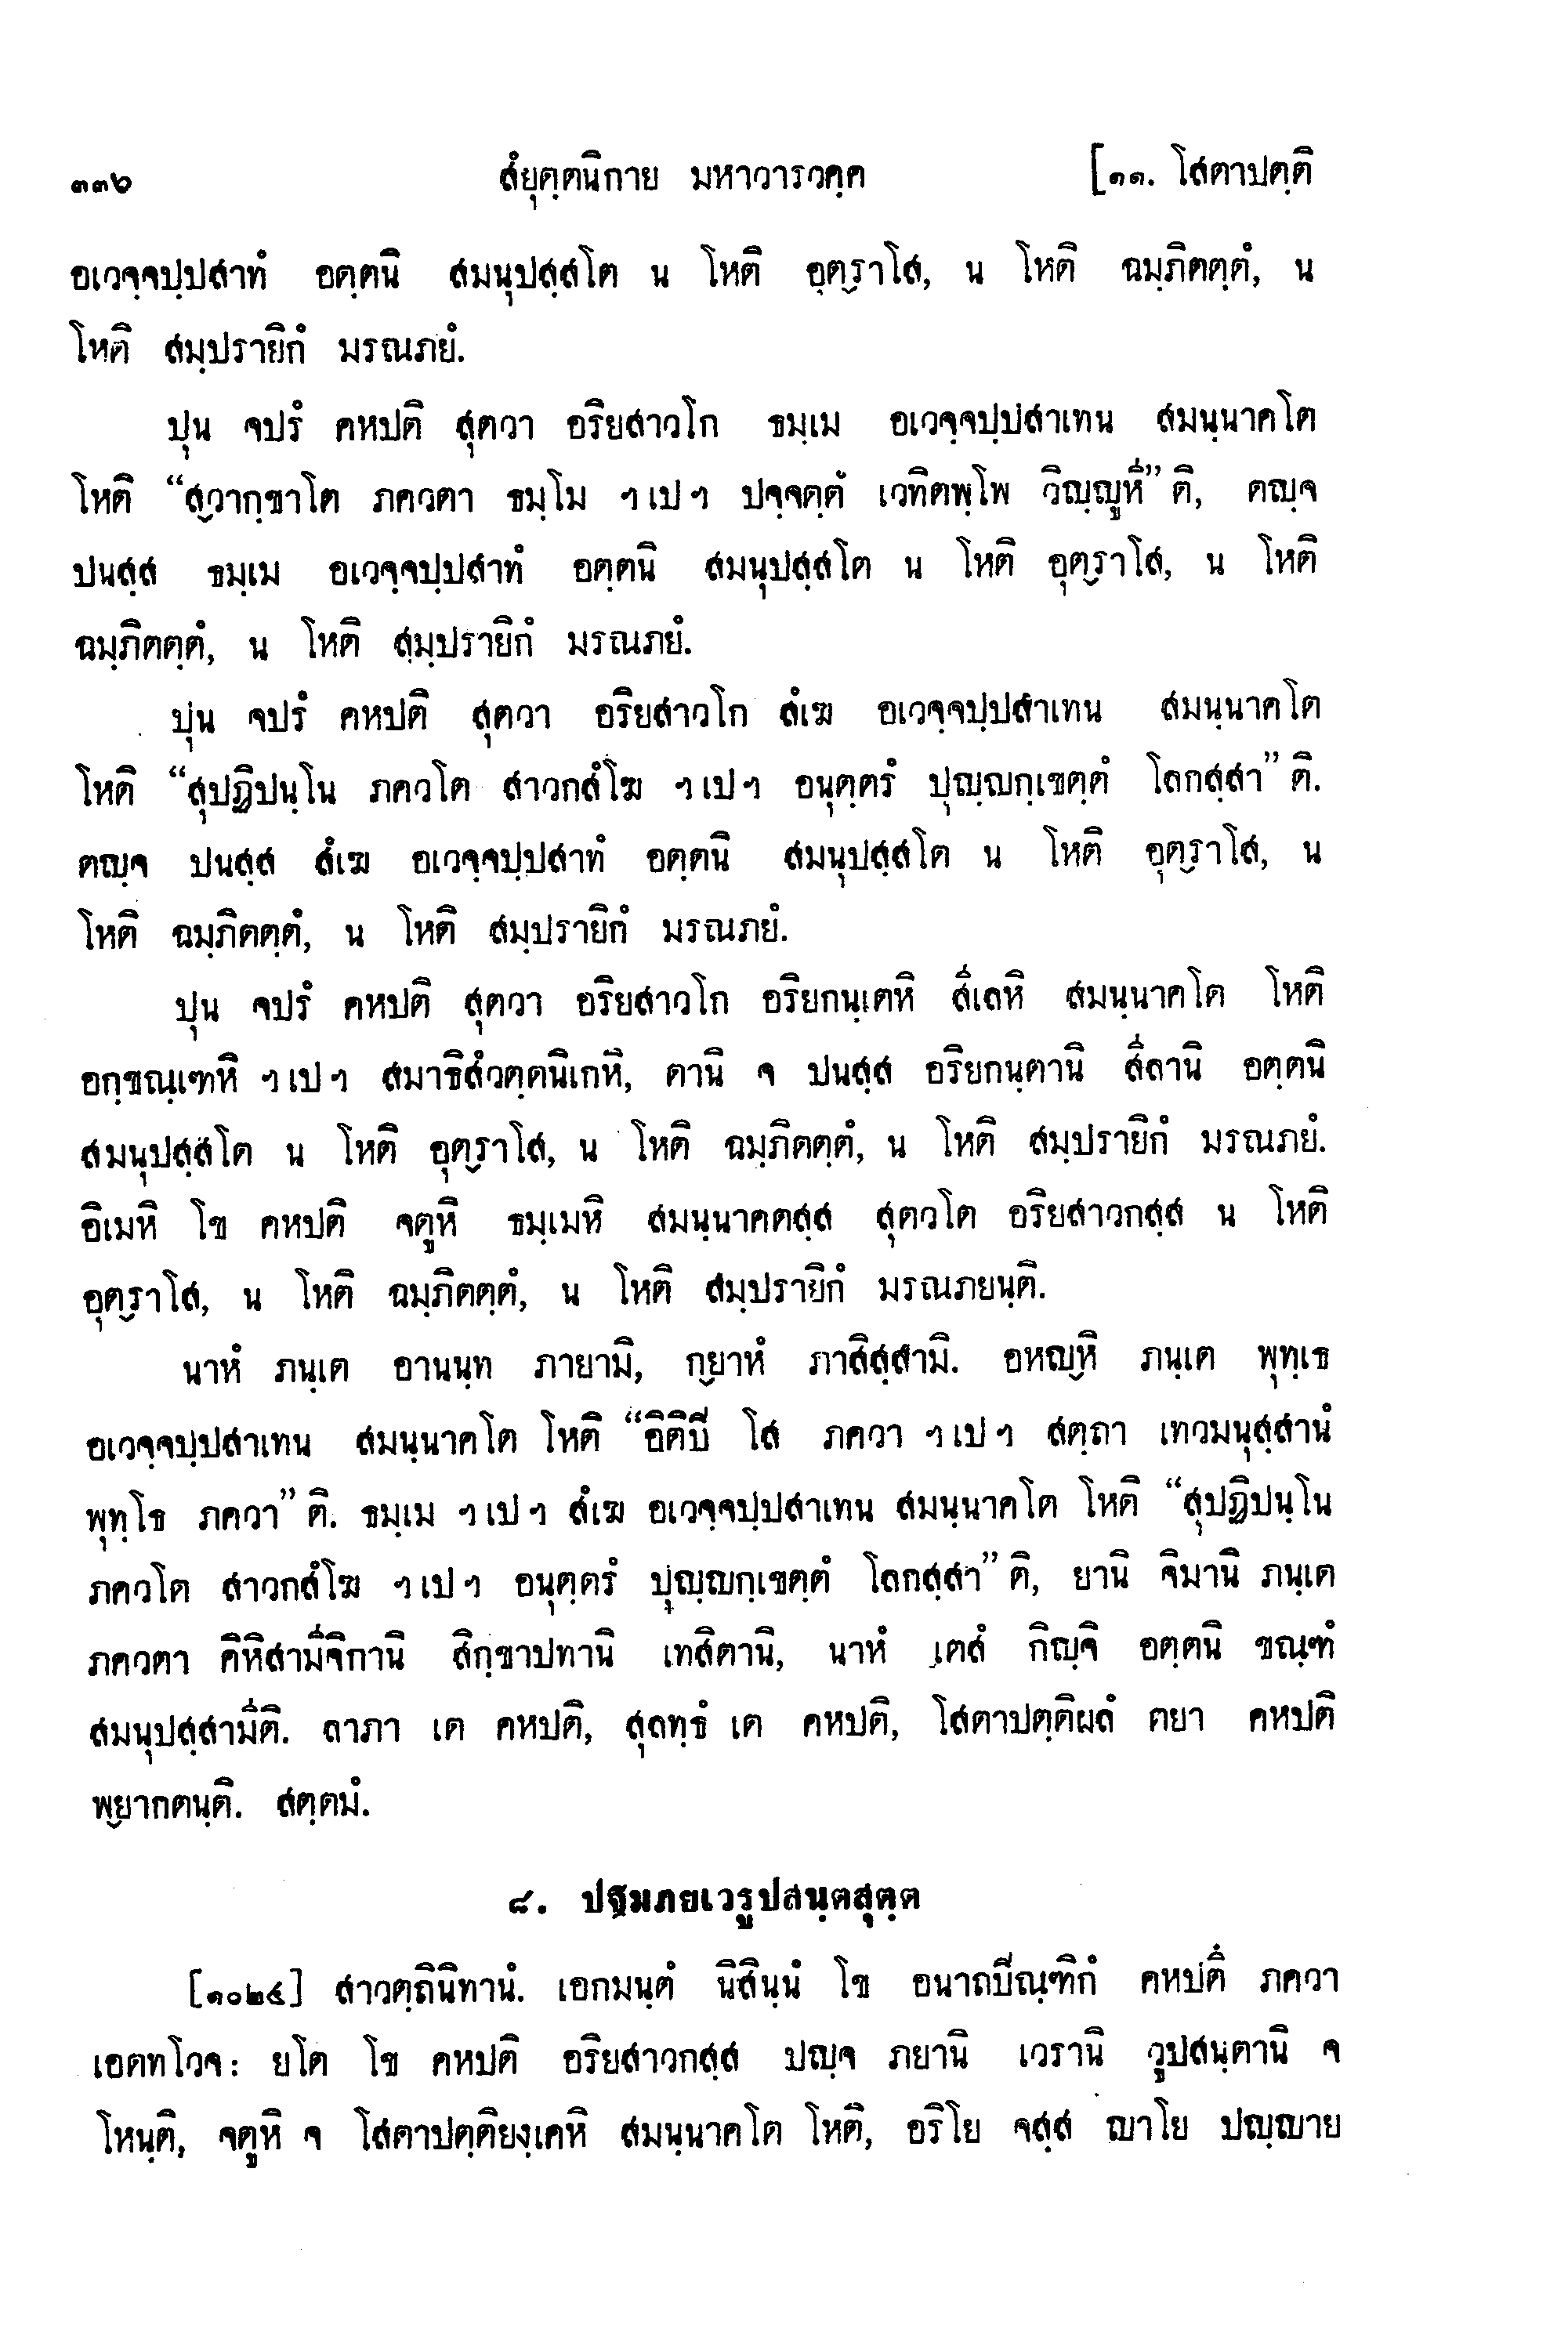 ๓๓๖ สํยุตฺตนิกาย มหาวารวคฺค [๑๑. โสตาปตฺติ
อเวจฺจปฺปสาทํ อตฺตนิ สมนุปสฺสโต น โหติ อุตฺราโส, น โหติ ฉมฺภิตตฺตํ, น
โหติ สมฺปรายิกํ มรณภยํ.
ปุน จปรํ คหปติ สุตวา อริยสาวโก ธมฺเม อเวจฺจปฺปสาเทน สมนฺนาคโต
โหติ “สฺวากฺขาโต ภควตา ธมฺโม ฯ เป ฯ ปจฺจตฺตํ เวทิตพฺโพ วิญฺญูหี” ติ, ตญฺจ
ปนสฺส ธมฺเม อเวจฺจปฺปสาทํ อตฺตนิ สมนุปสฺสโต น โหติ อุตฺราโส, น โหติ
ฉมฺภิตตฺตํ, น โหติ สมฺปรายิกํ มรณภยํ.
ปุน จปรํ คหปติ สุตวา อริยสาวโก สํเฆ อเวจฺจปฺปสาเทน สมนฺนาคโต
โหติ “สุปฏิปนฺโน ภควโต สาวกสํโฆ ฯ เป ฯ อนุตฺตรํ ปุญฺญกฺเขตฺตํ โลกสฺสา” ติ.
ตญฺจ ปนสฺส สํเฆ อเวจฺจปฺปสาทํ อตฺตนิ สมนุปสฺสโต น โหติ อุตฺราโส, น
โหติ ฉมฺภิตตฺตํ, น โหติ สมฺปรายิกํ มรณภยํ.
ปุน จปรํ คหปติ สุตวา อริยสาวโก อริยกนฺเตหิ สีเลหิ สมนฺนาคโต โหติ
อกฺขณฺเฑหิ ฯ เป ฯ สมาธิสํวตฺตนิเกหิ, ตานิ จ ปนสฺส อริยกนฺตานิ สีลานิ อตฺตนิ
สมนุปสฺสโต น โหติ อุตฺราโส, น โหติ ฉมฺภิตตฺตํ, น โหติ สมฺปรายิกํ มรณภยํ.
อิเมหิ โข คหปติ จตูหิ ธมฺเมหิ สมนฺนาคตสฺส สุตวโต อริยสาวกสฺส น โหติ
อุตฺราโส, น โหติ ฉมฺภิตตฺตํ, น โหติ สมฺปรายิกํ มรณภยนฺติ.
นาหํ ภนฺเต อานนฺท ภายามิ, กฺยาหํ ภาสิสฺสามิ. อหญฺหิ ภนฺเต พุทฺเธ
อเวจฺจปฺปสาเทน สมนฺนาคโต โหติ “อิติปิ โส ภควา ฯ เป ฯ สตฺถา เทวมนุสฺสานํ
พุทฺโธ ภควา” ติ. ธมฺเม ฯ เป ฯ สํเฆ อเวจฺจปฺปสาเทน สมนฺนาคโต โหติ “สุปฏิปนฺโน
ภควโต สาวกสํโฆ ฯ เป ฯ อนุตฺตรํ ปุญฺญกฺเขตฺตํ โลกสฺสา” ติ, ยานิ จิมานิ ภนฺเต
ภควตา คิหิสามีจิกานิ สิกฺขาปทานิ เทสิตานิ, นาหํ เตสํ กิญฺจิ อตฺตนิ ขณฺฑํ
สมนุปสฺสามีติ. ลาภา เต คหปติ, สุลทฺธํ เต คหปติ, โสตาปตฺติผลํ ตยา คหปติ
พฺยากตนฺติ. สตฺตมํ.
๘. ปฐมภยเวรูปสนฺตสุตฺต
[๑๐๒๔] สาวตฺถินิทานํ. เอกมนฺตํ นิสินฺนํ โข อนาถปิณฺฑิกํ คหปตึ ภควา
เอตทโวจ: ยโต โข คหปติ อริยสาวกสฺส ปญฺจ ภยานิ เวรานิ วูปสนฺตานิ จ
โหนฺติ, จตูหิ จ โสตาปตฺติยงฺเคหิ สมนฺนาคโต โหติ, อริโย จสฺส ญาโย ปญฺญาย